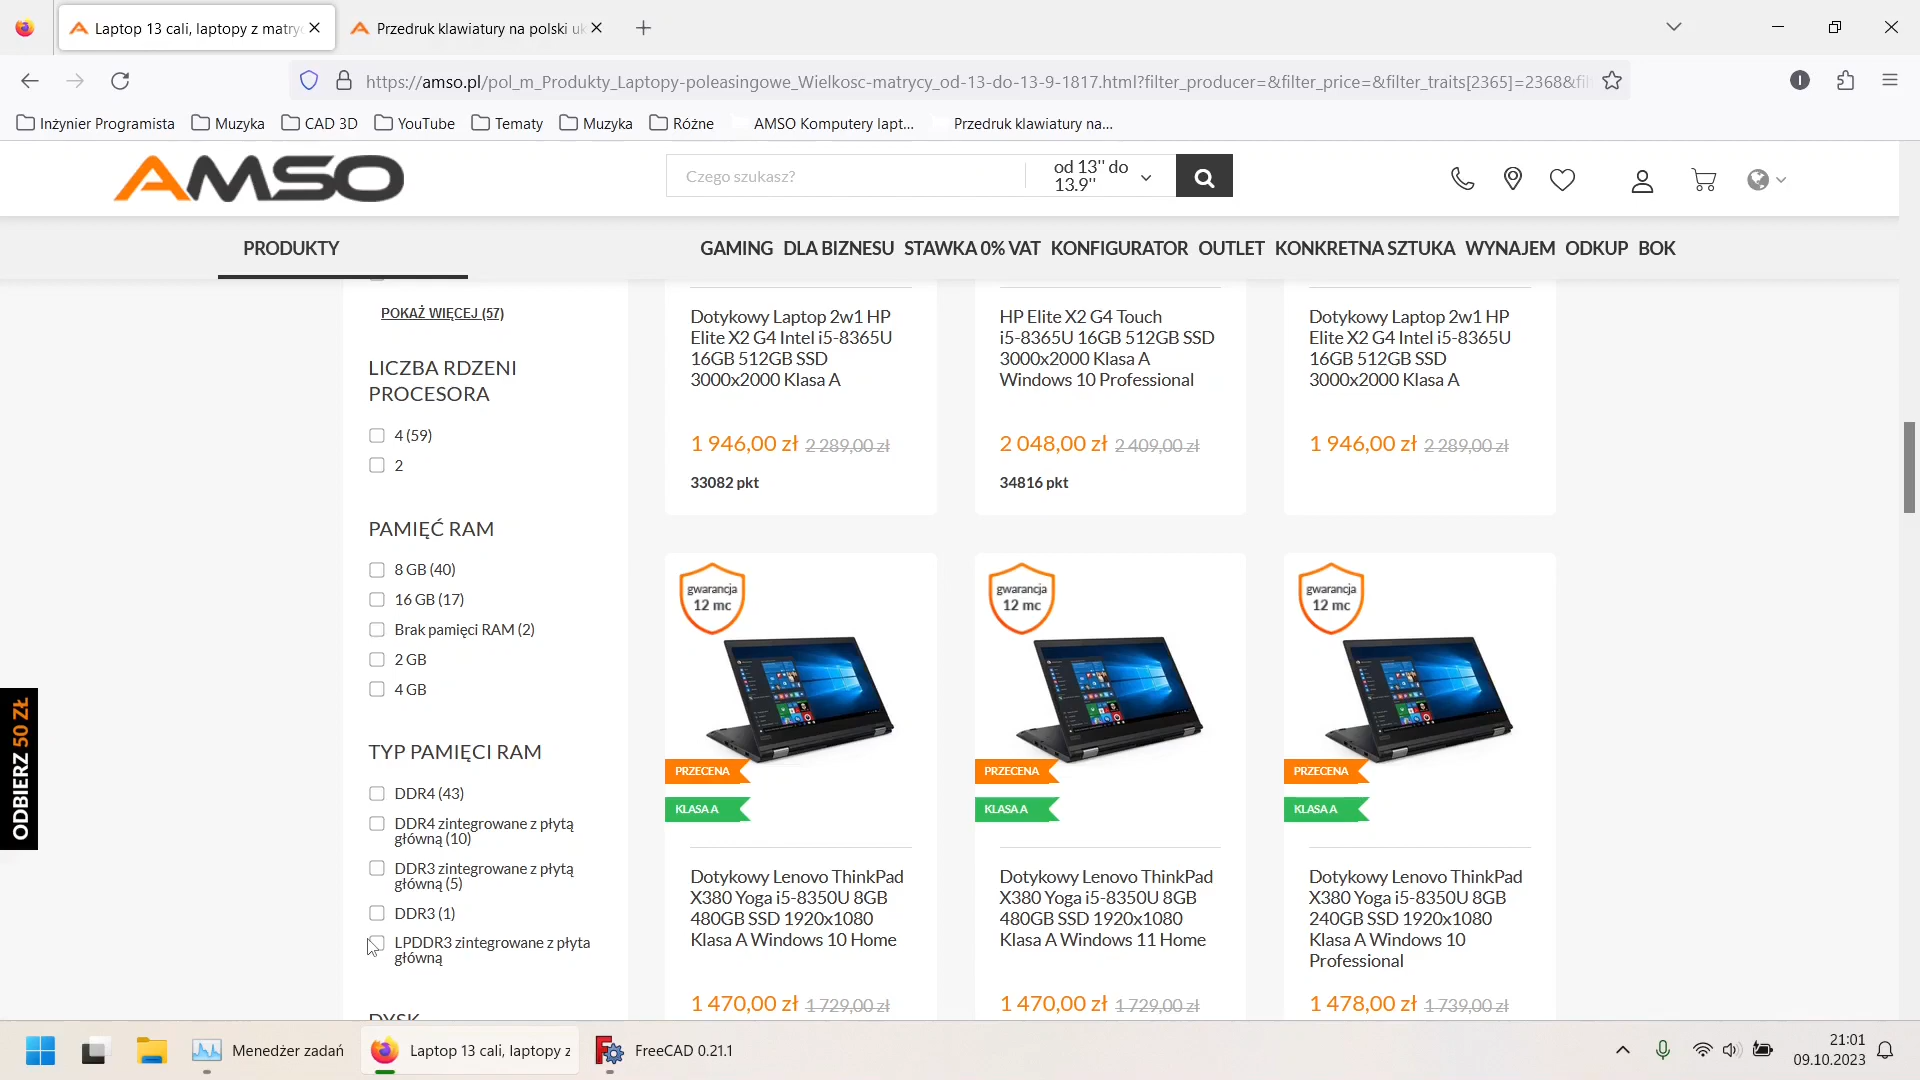 Laptop 13 cali, laptopy z matryc
Przedruk klawiatury na polski uk
https://amso.pl/pol_m_Produkty_Laptopy-poleasingowe_Wielkosc-matrycy_od-13-do-13-9-1817.html?filter_producer=&filter_price=&filter_traits[2365]=2368&fil
Inżynier Programista
Muzyka
CAD 3D
YouTube
Tematy
Muzyka
Różne
AMSO Komputery lapt...
Przedruk klawiatury na...
AMSO
Czego szukasz?
od 13'' do
13.9''
PRODUKTY
GAMING DLA BIZNESU STAWKA 0% VAT KONFIGURATOR OUTLET KONKRETNA SZTUKA WYNAJEM ODKUP BOK
POKAŻ WIĘCEJ (57)
LICZBA RDZENI
PROCESORA
4 (59)
2
PAMIĘĆ RAM
8 GB (40)
16 GB (17)
Brak pamięci RAM (2)
2 GB
4 GB
TYP PAMIĘCI RAM
DDR4 (43)
DDR4 zintegrowane z płytą
główną (10)
DDR3 zintegrowane z płytą
główną (5)
DDR3 (1)
LPDDR3 zintegrowane z płyta
główną
DYSK
Dotykowy Laptop 2w1 HP
Elite X2 G4 Intel i5-8365U
16GB 512GB SSD
3000x2000 Klasa A
1 946,00 zł 2 289,00 zł
33082 pkt
HP Elite X2 G4 Touch
i5-8365U 16GB 512GB SSD
3000x2000 Klasa A
Windows 10 Professional
2 048,00 zł 2 409,00 zł
34816 pkt
Dotykowy Laptop 2w1 HP
Elite X2 G4 Intel i5-8365U
16GB 512GB SSD
3000x2000 Klasa A
1 946,00 zł 2 289,00 zł
gwarancja
12 mc
PRZECENA
KLASA A
Dotykowy Lenovo ThinkPad
X380 Yoga i5-8350U 8GB
480GB SSD 1920x1080
Klasa A Windows 10 Home
1 470,00 zł 1 729,00 zł
gwarancja
12 mc
PRZECENA
KLASA A
Dotykowy Lenovo ThinkPad
X380 Yoga i5-8350U 8GB
480GB SSD 1920x1080
Klasa A Windows 11 Home
1 470,00 zł 1 729,00 zł
gwarancja
12 mc
PRZECENA
KLASA A
Dotykowy Lenovo ThinkPad
X380 Yoga i5-8350U 8GB
240GB SSD 1920x1080
Klasa A Windows 10
Professional
1 478,00 zł 1 739,00 zł
ODBIERZ 50 ZŁ
Menedżer zadań
Laptop 13 cali, laptopy z
FreeCAD 0.21.1
21:01
09.10.2023